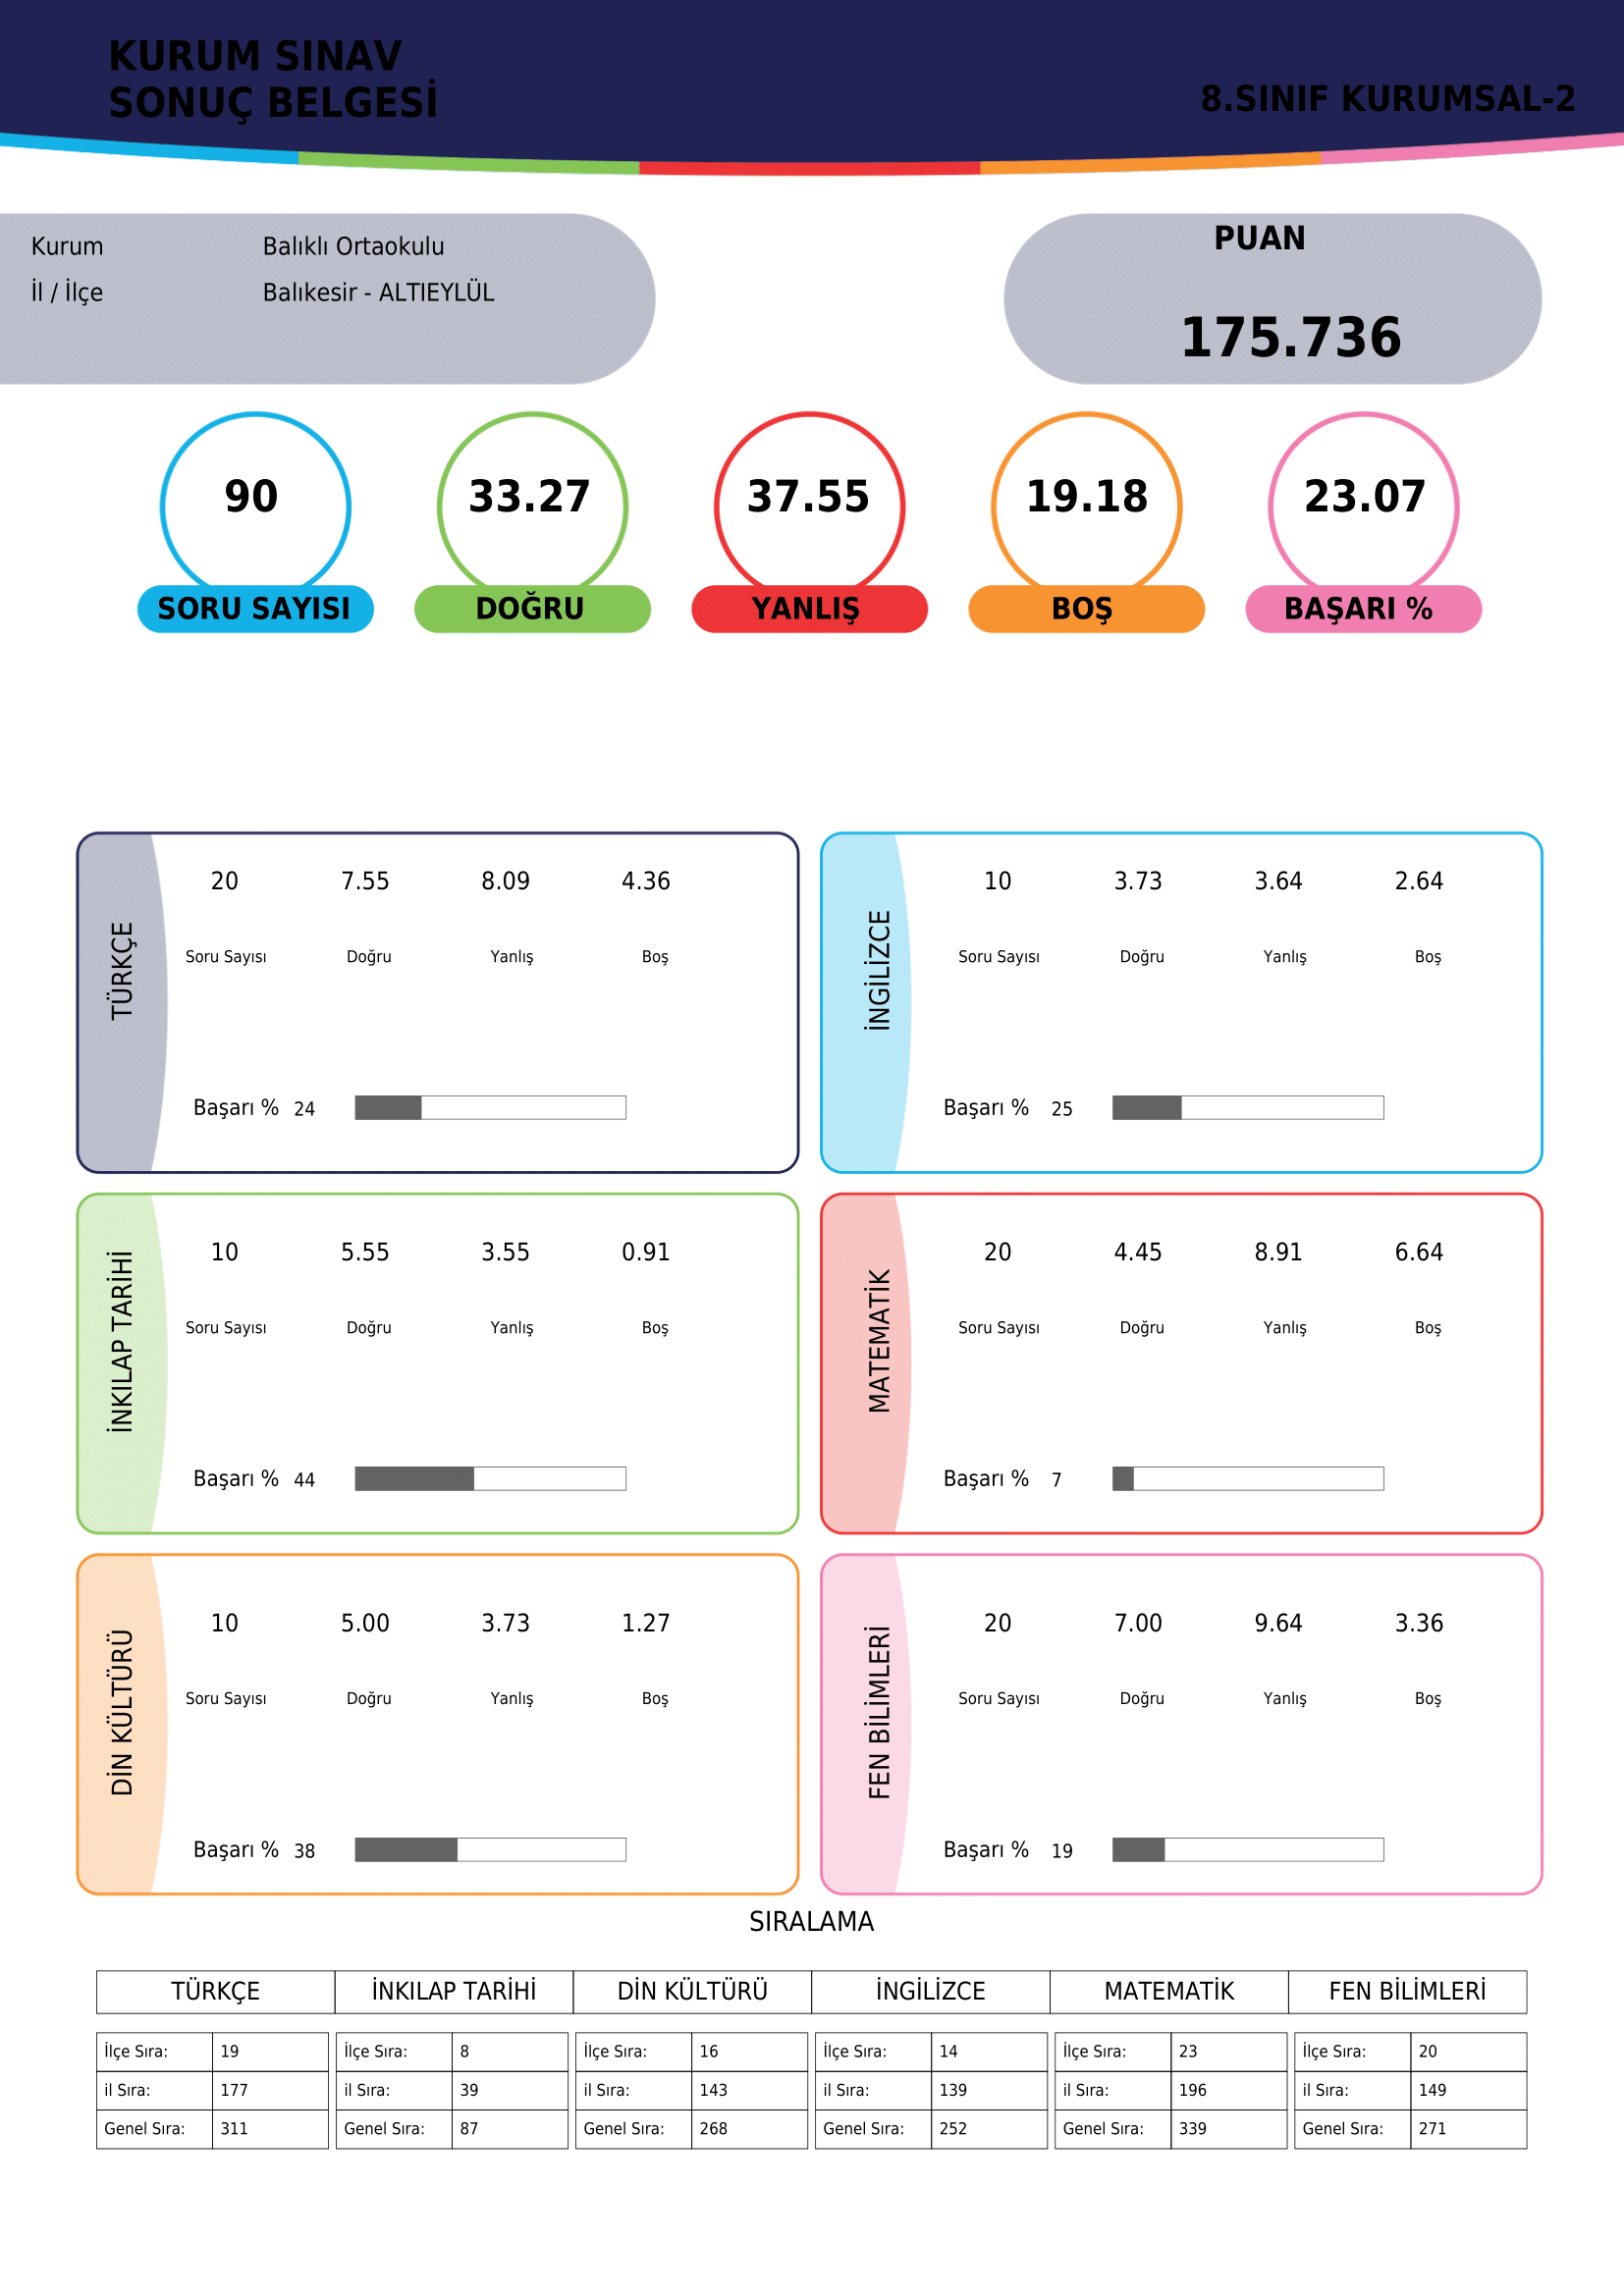 KURUM SINAV
SONUÇ BELGESİ
8.SINIF KURUMSAL-2
Kurum Balıklı Ortaokulu
İl / İlçe Balıkesir - ALTIEYLÜL
PUAN
175.736
90 33.27 37.55 19.18 23.07
SORU SAYISI DOĞRU YANLIŞ BOŞ BAŞARI %
TÜRKÇE
20 7.55 8.09 4.36
Soru Sayısı Doğru Yanlış Boş
Başarı % 24
İNGİLİZCE
10 3.73 3.64 2.64
Soru Sayısı Doğru Yanlış Boş
Başarı % 25
İNKILAP TARİHİ
10 5.55 3.55 0.91
Soru Sayısı Doğru Yanlış Boş
Başarı % 44
MATEMATİK
20 4.45 8.91 6.64
Soru Sayısı Doğru Yanlış Boş
Başarı % 7
DİN KÜLTÜRÜ
10 5.00 3.73 1.27
Soru Sayısı Doğru Yanlış Boş
Başarı % 38
FEN BİLİMLERİ
20 7.00 9.64 3.36
Soru Sayısı Doğru Yanlış Boş
Başarı % 19
SIRALAMA
TÜRKÇE İNKILAP TARİHİ DİN KÜLTÜRÜ İNGİLİZCE MATEMATİK FEN BİLİMLERİ
İlçe Sıra: 19 İlçe Sıra: 8 İlçe Sıra: 16 İlçe Sıra: 14 İlçe Sıra: 23 İlçe Sıra: 20
il Sıra: 177 il Sıra: 39 il Sıra: 143 il Sıra: 139 il Sıra: 196 il Sıra: 149
Genel Sıra: 311 Genel Sıra: 87 Genel Sıra: 268 Genel Sıra: 252 Genel Sıra: 339 Genel Sıra: 271